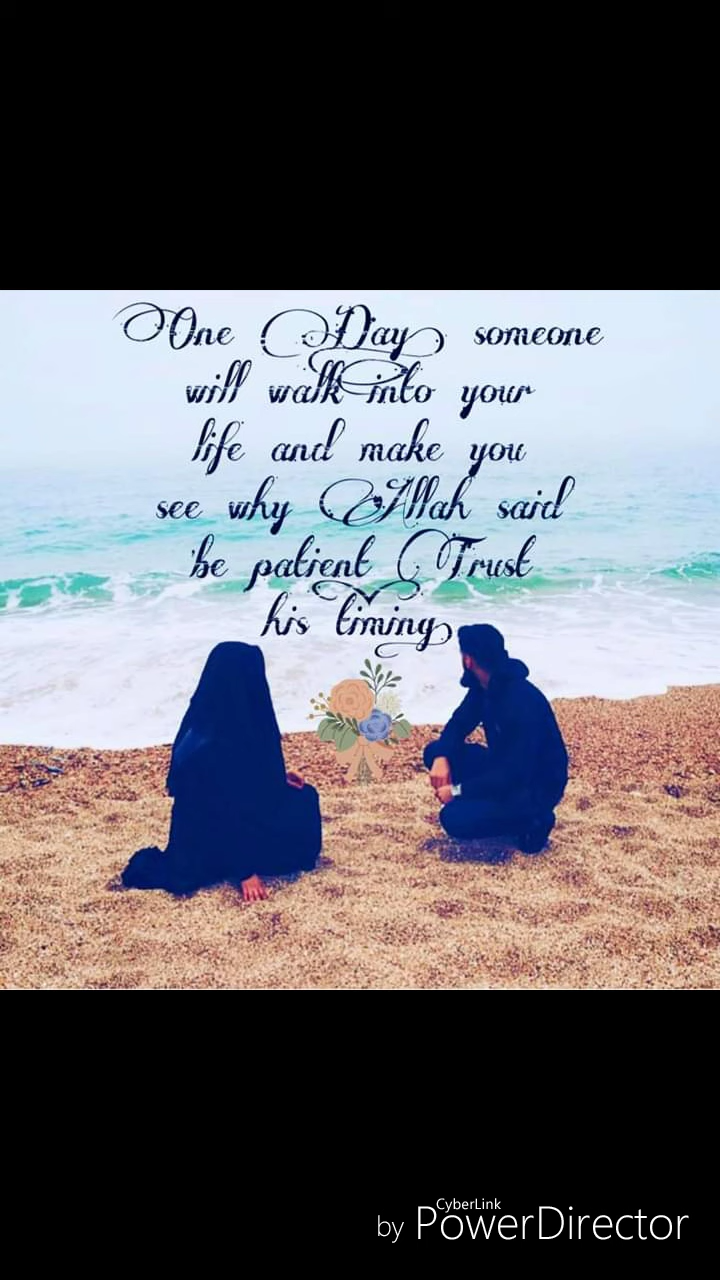 One Day someone
will walk into your
life and make you
see why Allah said
be patient Trust
his timing
CyberLink
by PowerDirector